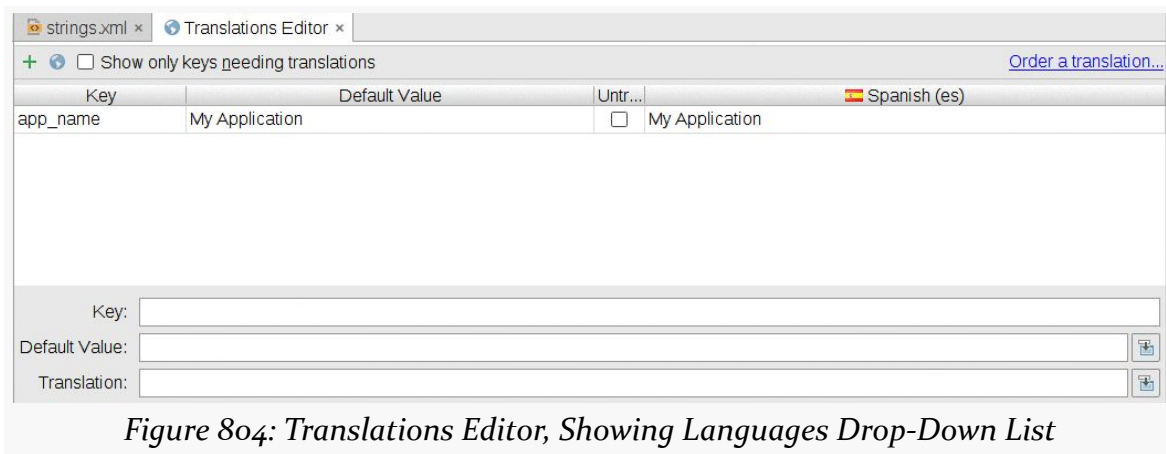 strings.xml × Translations Editor ×
Show only keys needing translations Order a translation...
Key Default Value Untr... Spanish (es)
app_name My Application My Application
Key:
Default Value:
Translation:
Figure 804: Translations Editor, Showing Languages Drop-Down List